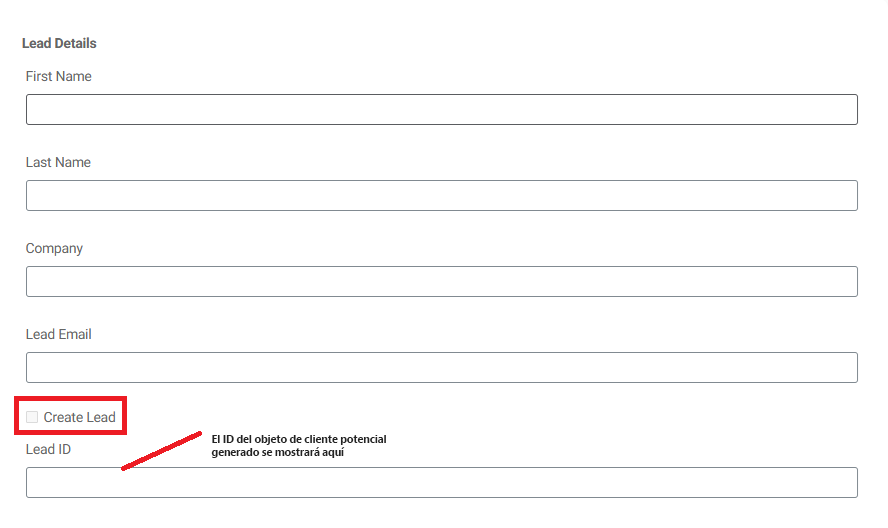 Lead Details
First Name
Last Name
Company
Lead Email
Create Lead
Lead ID
El ID del objeto de cliente potencial
generado se mostrará aquí